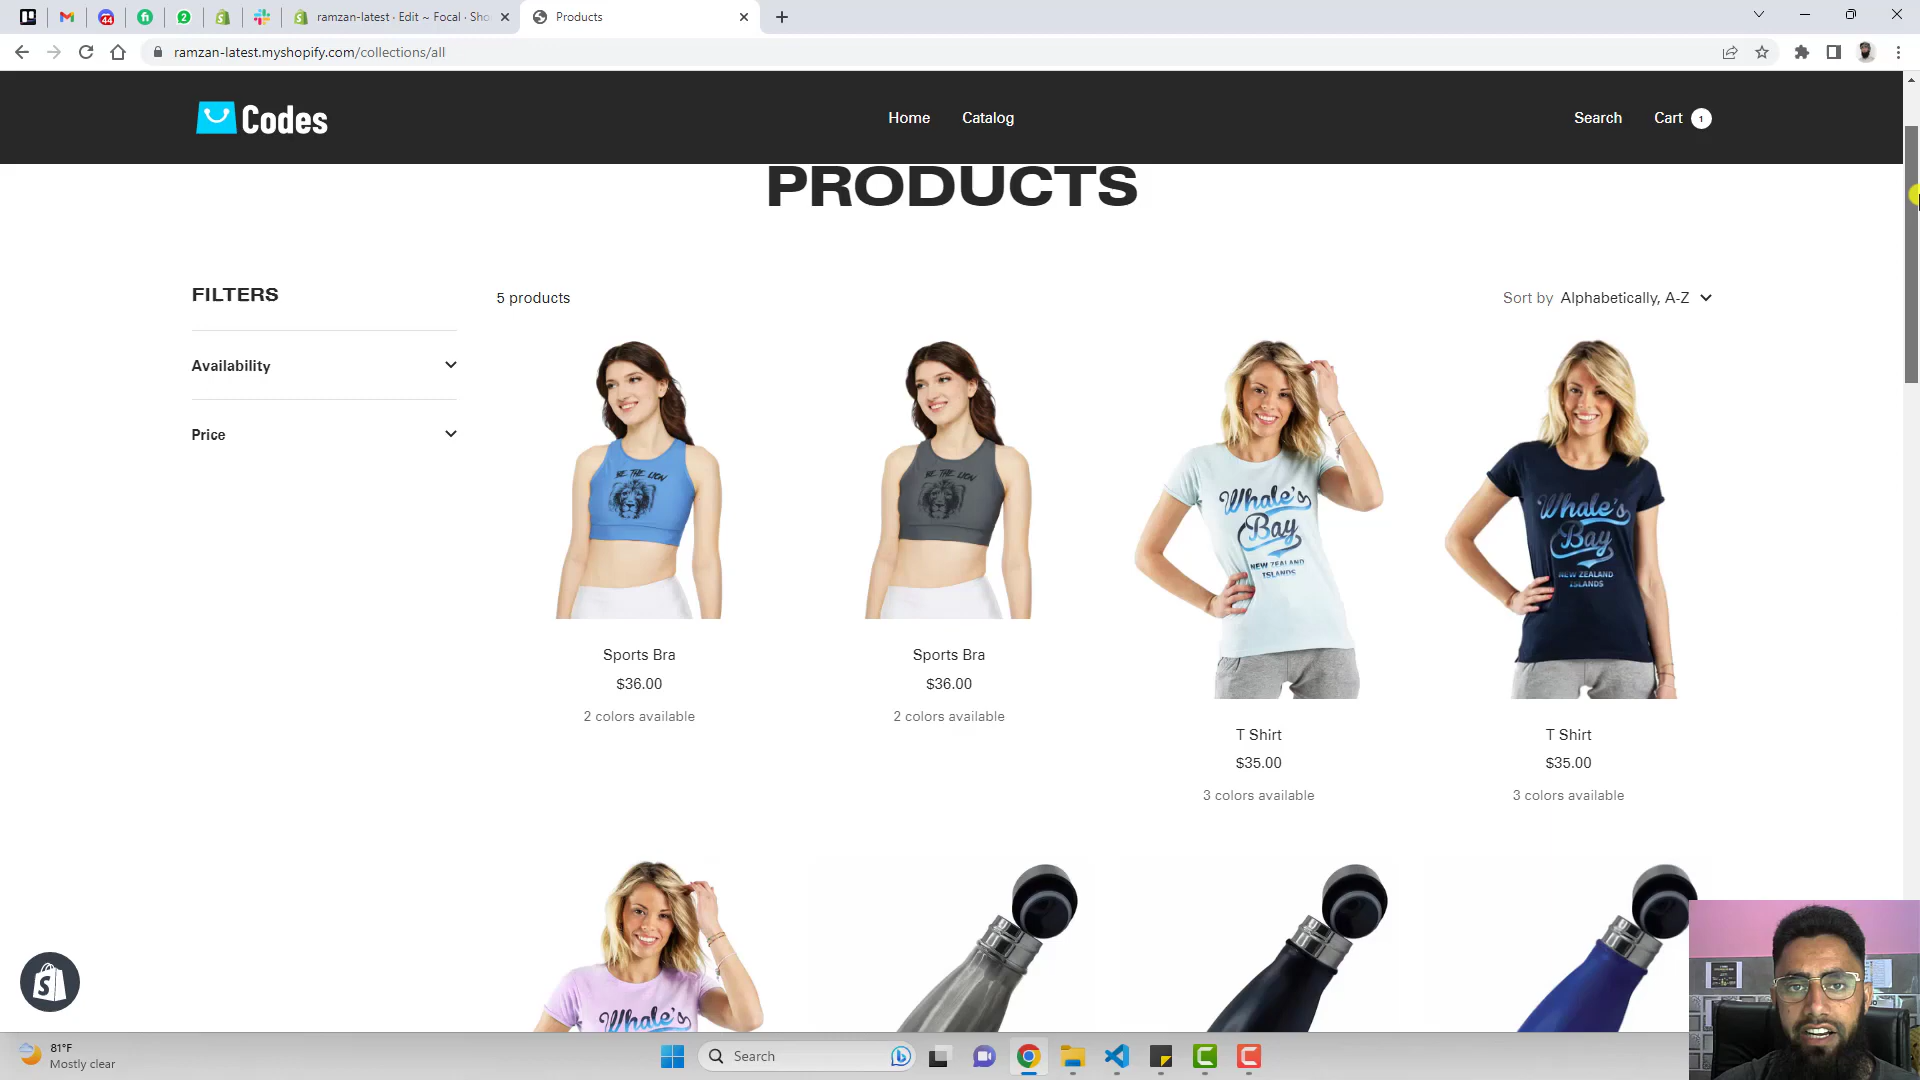 44
2
ramzan-latest · Edit ~ Focal · Sho
Products
ramzan-latest.myshopify.com/collections/all
Codes
Home
Catalog
Search
Cart
1
PRODUCTS
FILTERS
5 products
Sort by Alphabetically, A-Z
Availability
Price
BE THE LION
BE THE LION
Whale's
Bay
NEW ZEALAND
ISLANDS
Whale's
Bay
NEW ZEALAND
ISLANDS
Sports Bra
$36.00
2 colors available
Sports Bra
$36.00
2 colors available
T Shirt
$35.00
3 colors available
T Shirt
$35.00
3 colors available
Whale's
81°F
Mostly clear
Search